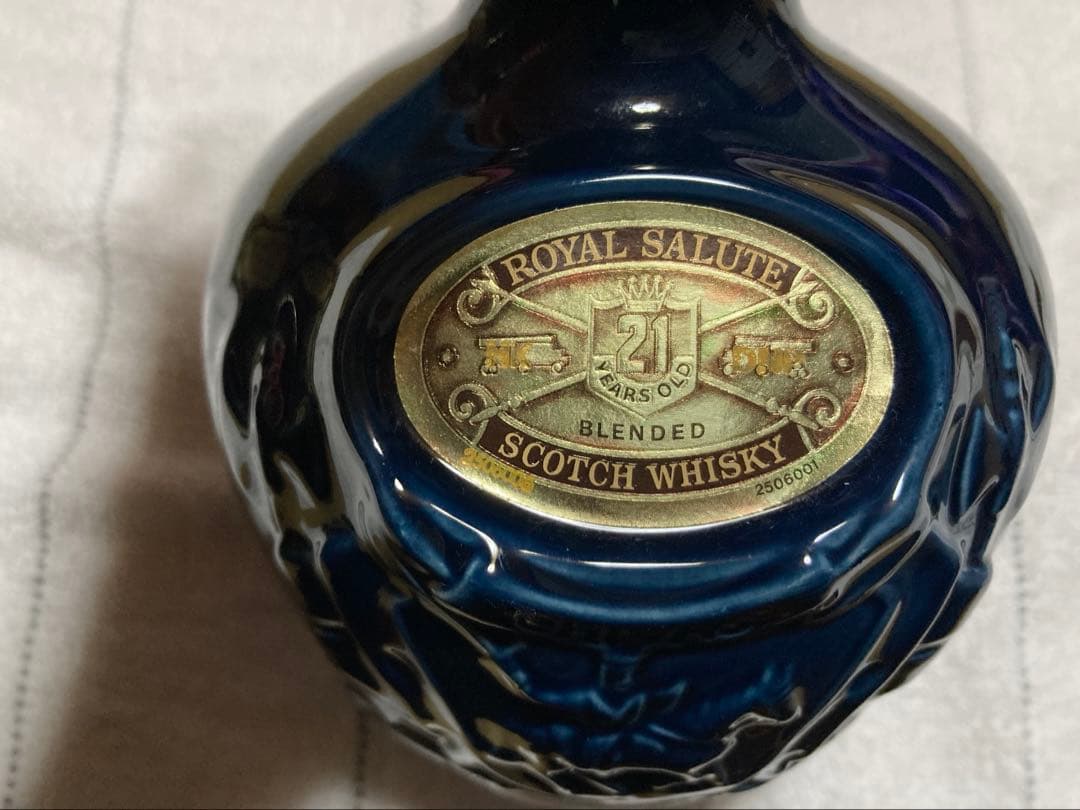 ROYAL SALUTE
21
YEARS OLD
BLENDED
SCOTCH WHISKY
2506001